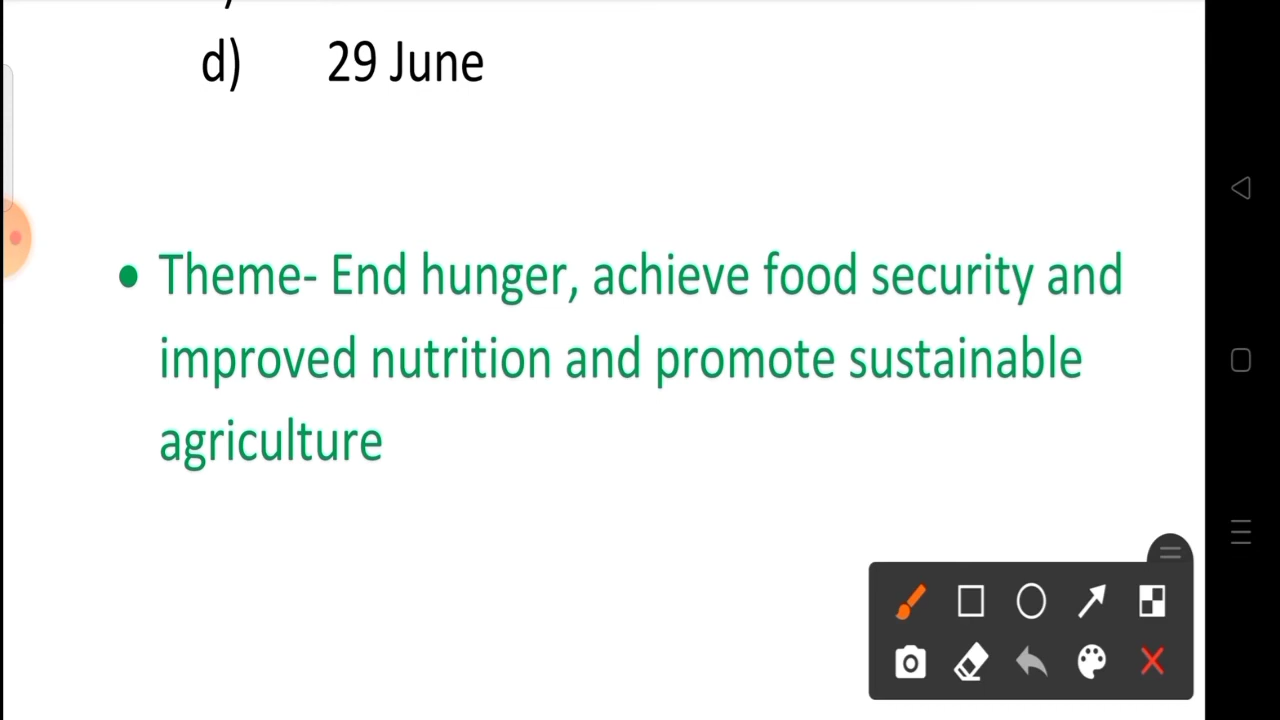 d) 29 June
• Theme- End hunger, achieve food security and
improved nutrition and promote sustainable
agriculture